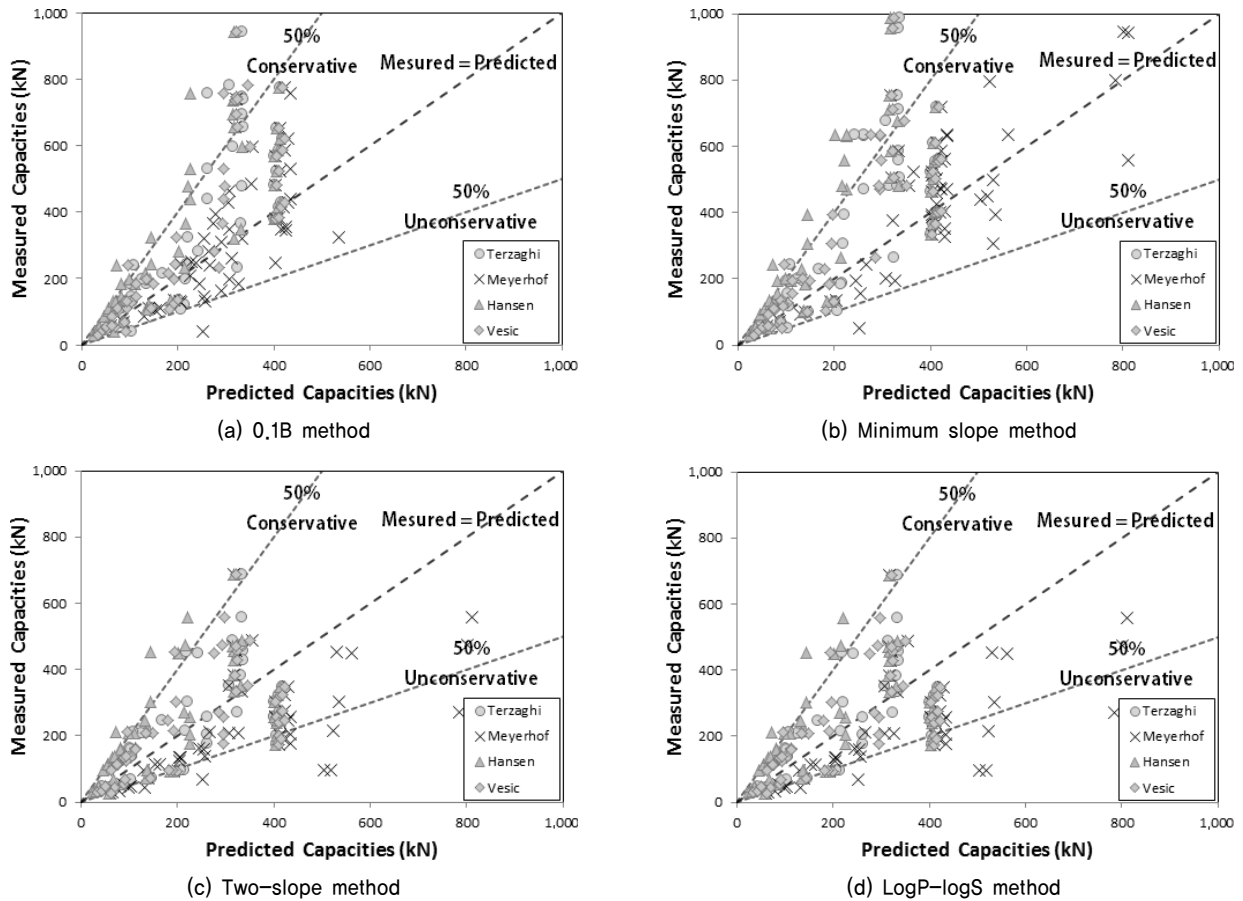 1,000
800
600
400
200
0
0
200
400
600
800
1,000
Measured Capacities (kN)
Predicted Capacities (kN)
50%
Conservative
Mesured = Predicted
50%
Unconservative
Terzaghi
Meyerhof
Hansen
Vesic
(a) 0.1B method
1,000
800
600
400
200
0
0
200
400
600
800
1,000
Measured Capacities (kN)
Predicted Capacities (kN)
50%
Conservative
Mesured = Predicted
50%
Unconservative
Terzaghi
Meyerhof
Hansen
Vesic
(b) Minimum slope method
1,000
800
600
400
200
0
0
200
400
600
800
1,000
Measured Capacities (kN)
Predicted Capacities (kN)
50%
Conservative
Mesured = Predicted
50%
Unconservative
Terzaghi
Meyerhof
Hansen
Vesic
(c) Two-slope method
1,000
800
600
400
200
0
0
200
400
600
800
1,000
Measured Capacities (kN)
Predicted Capacities (kN)
50%
Conservative
Mesured = Predicted
50%
Unconservative
Terzaghi
Meyerhof
Hansen
Vesic
(d) LogP-logS method